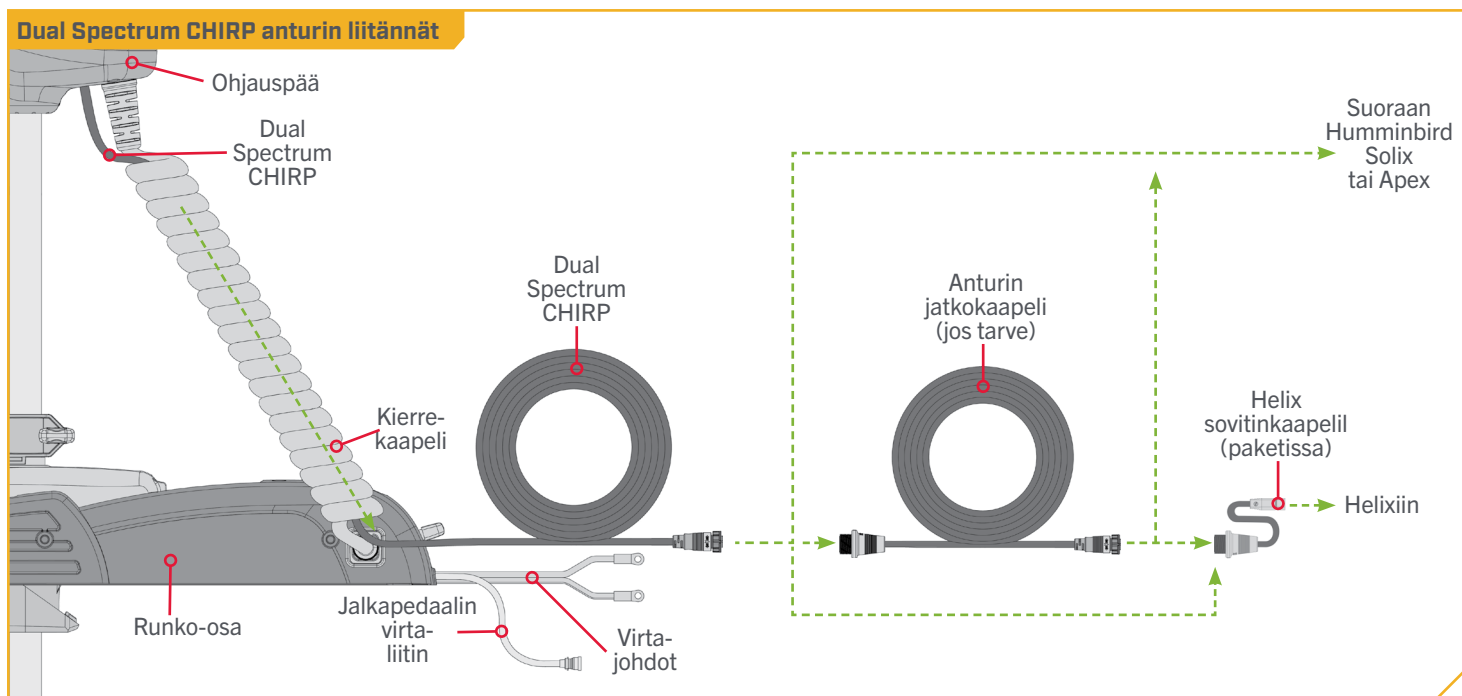 Dual Spectrum CHIRP anturin liitännät
Ohjauspää
Dual
Spectrum
CHIRP
Suoraan
Humminbird
Solix
tai Apex
Dual
Spectrum
CHIRP
Anturin
jatkokaapeli
(jos tarve)
Kierre-
kaapeli
Helix
sovitinkaapelil
(paketissa)
Helixiin
Runko-osa
Jalkapedaalin
virta-
liitin
Virta-
johdot